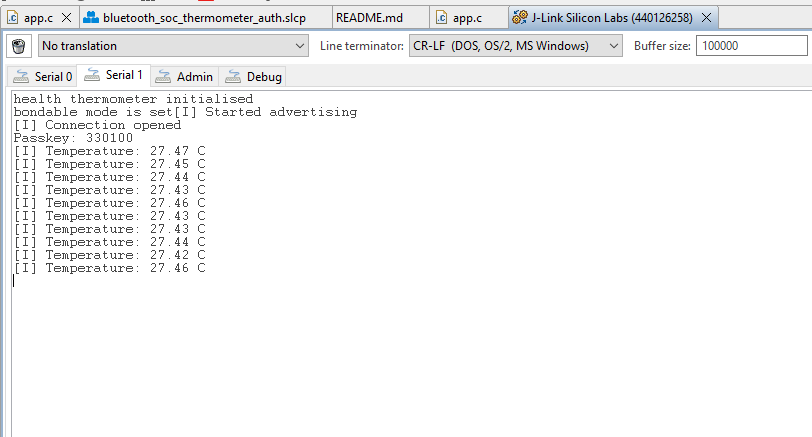 app.c
bluetooth_soc_thermometer_auth.slcp
README.md
app.c
J-Link Silicon Labs (440126258)
No translation
Line terminator:
CR-LF (DOS, OS/2, MS Windows)
Buffer size:
100000
Serial 0
Serial 1
Admin
Debug
health thermometer initialised
bondable mode is set[I] Started advertising
[I] Connection opened
Passkey: 330100
[I] Temperature: 27.47 C
[I] Temperature: 27.45 C
[I] Temperature: 27.44 C
[I] Temperature: 27.43 C
[I] Temperature: 27.46 C
[I] Temperature: 27.43 C
[I] Temperature: 27.43 C
[I] Temperature: 27.44 C
[I] Temperature: 27.42 C
[I] Temperature: 27.46 C